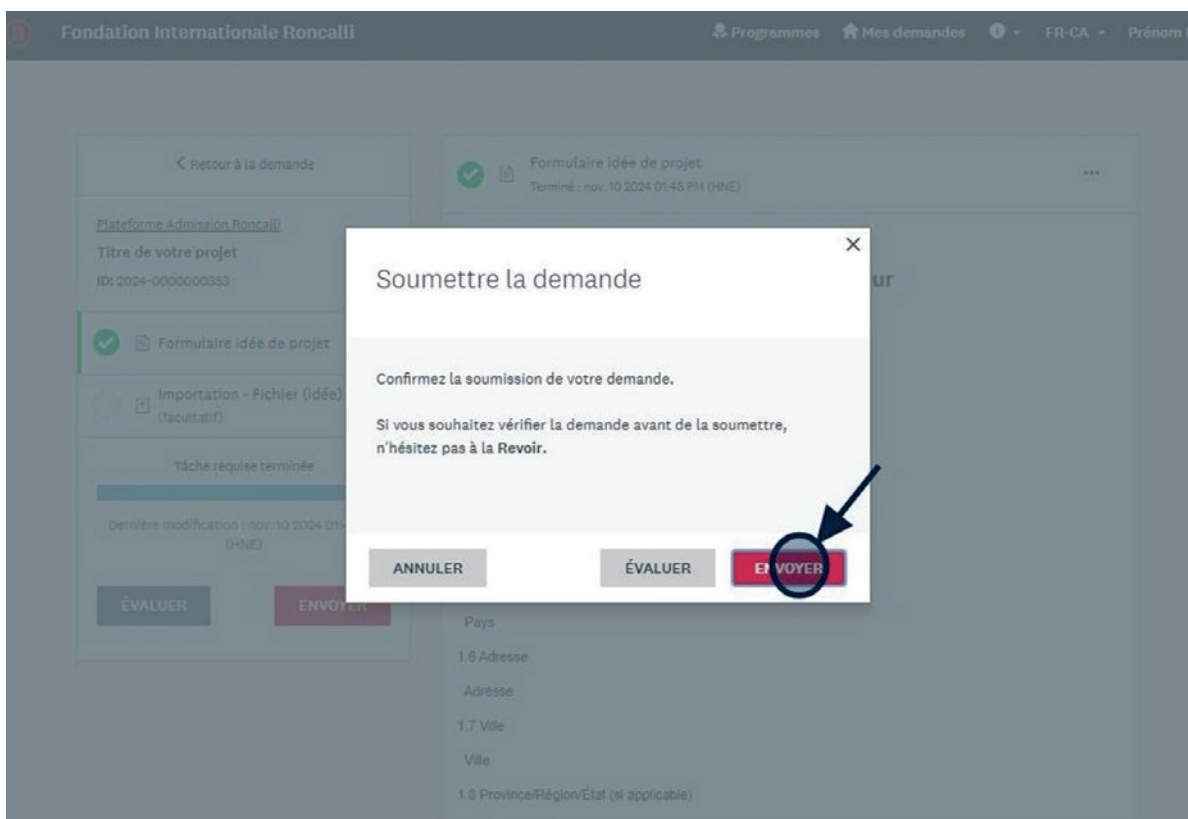 R Fondation Internationale Roncalli
Programmes Mes demandes FR-CA Prénom
Retour à la demande
Plateforme Admission Roncalli
Titre de votre projet
ID: 2024-0000000353
Formulaire idée de projet
Importation - Fichier (idée)
(facultatif)
Tâche requise terminée
Dernière modification : nov. 10 2024 01:
(HNE)
ÉVALUER ENVOYER
Formulaire idée de projet
Terminé : nov. 10 2024 01:48 PM (HNE)
...
ur
Soumettre la demande
Confirmez la soumission de votre demande.
Si vous souhaitez vérifier la demande avant de la soumettre,
n'hésitez pas à la Revoir.
ANNULER ÉVALUER ENVOYER
Pays
1.6 Adresse
Adresse
1.7 Ville
Ville
1.8 Province/Région/État (si applicable)